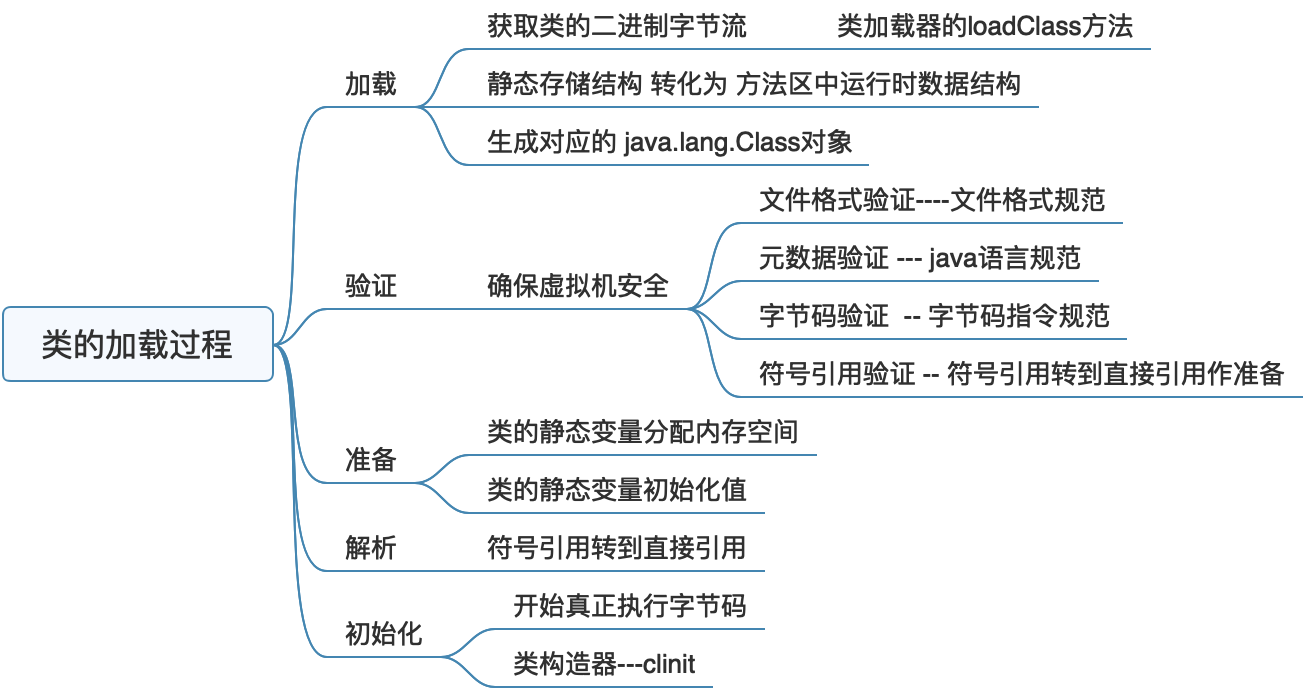 类的加载过程
加载
获取类的二进制字节流 类加载器的loadClass方法
静态存储结构 转化为 方法区中运行时数据结构
生成对应的 java.lang.Class对象
验证
确保虚拟机安全
文件格式验证----文件格式规范
元数据验证 --- java语言规范
字节码验证 -- 字节码指令规范
符号引用验证 -- 符号引用转到直接引用作准备
准备
类的静态变量分配内存空间
类的静态变量初始化值
解析
符号引用转到直接引用
初始化
开始真正执行字节码
类构造器---clinit